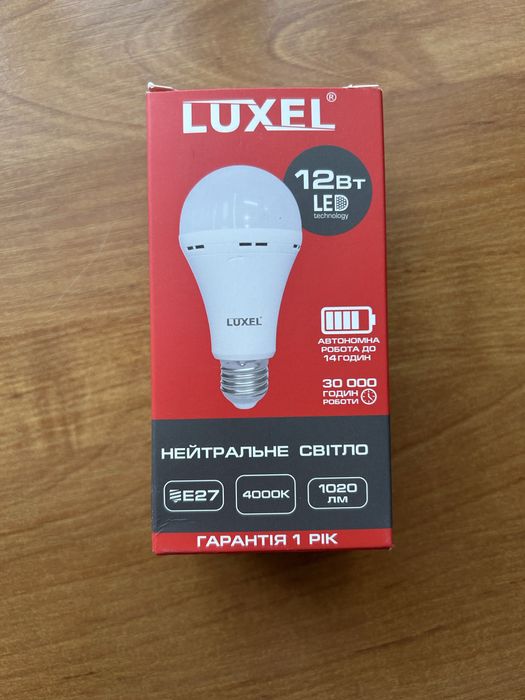 LUXEL®
12Вт
LED
technology
LUXEL®
АВТОНОМНА
РОБОТА ДО
14 ГОДИН
30 000
ГОДИН
РОБОТИ
НЕЙТРАЛЬНЕ СВІТЛО
E27
4000К
1020
ЛМ
ГАРАНТІЯ 1 РІК